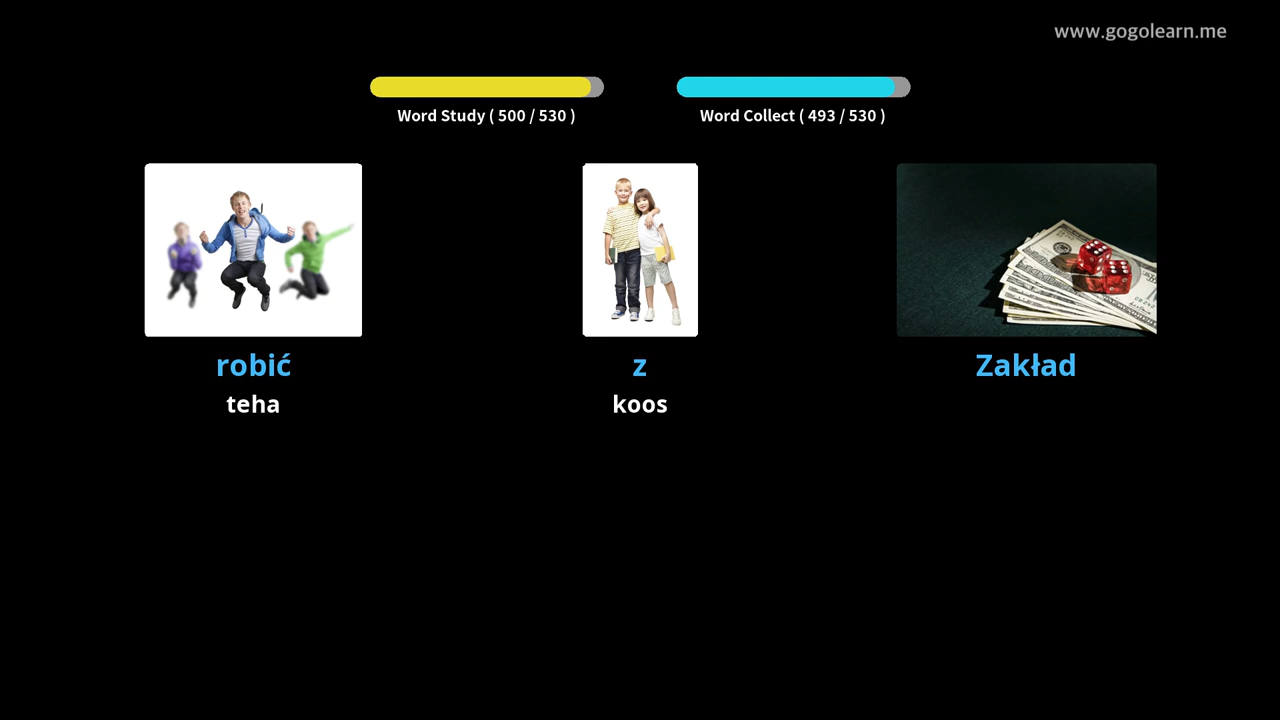 www.gogolearn.me
Word Study ( 500 / 530 )
Word Collect ( 493 / 530 )
robić
z
Zakład
teha
koos